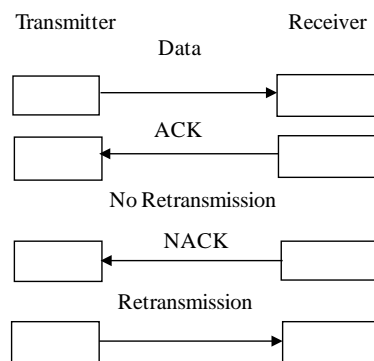 Transmitter Receiver
Data
ACK
No Retransmission
NACK
Retransmission